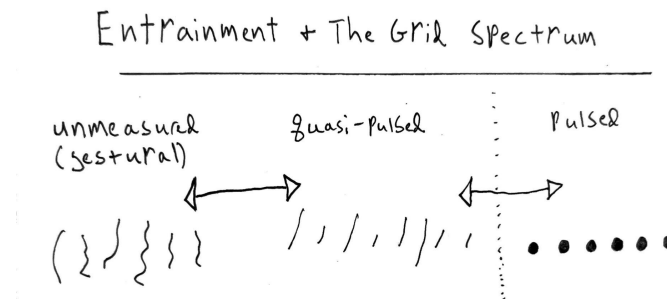 Entrainment + The Grid Spectrum
unmeasured
(gestural)
quasi-pulsed
Pulsed